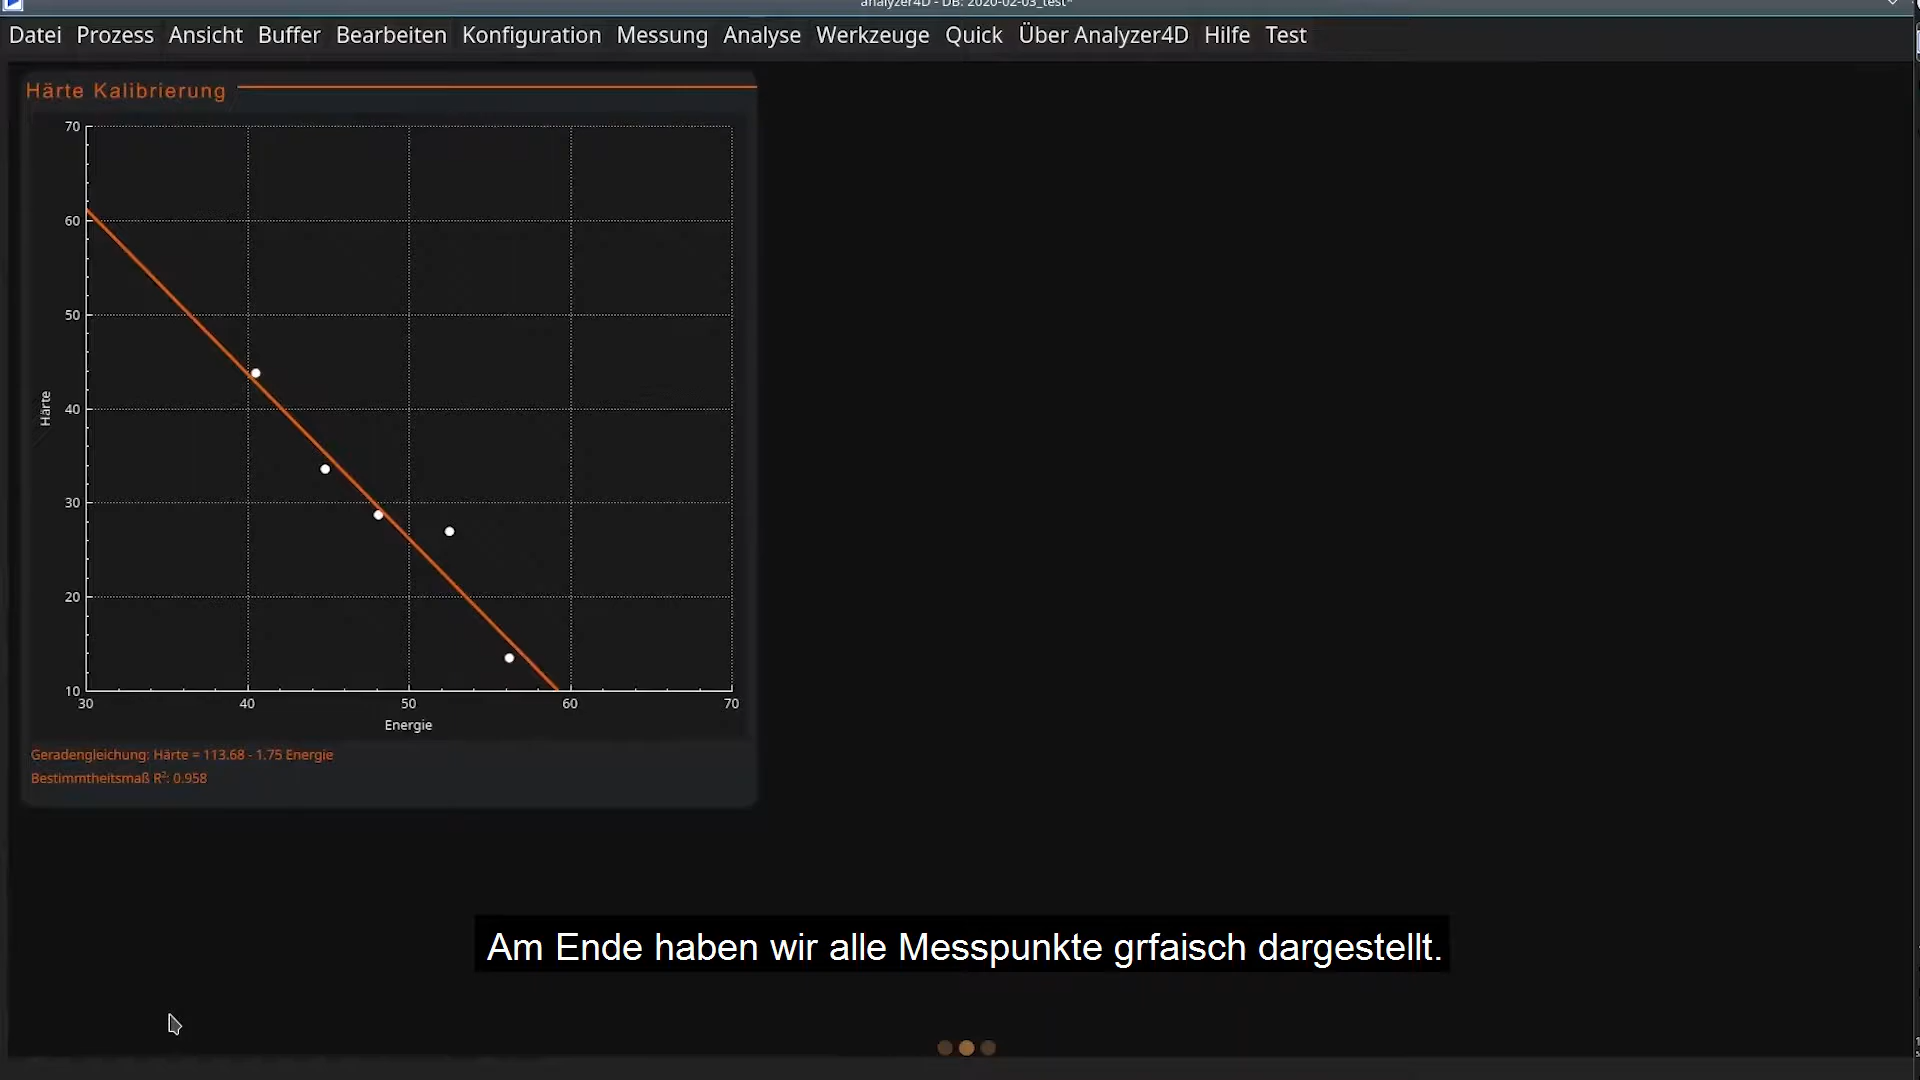 analyzer4D - DB: 2020-02-03_test*
Datei Prozess Ansicht Buffer Bearbeiten Konfiguration Messung Analyse Werkzeuge Quick Über Analyzer4D Hilfe Test
Härte Kalibrierung
70
60
50
40
30
20
10
Härte
30 40 50 60 70
Energie
Geradengleichung: Härte = 113.68 - 1.75 Energie
Bestimmtheitsmaß R²: 0.958
Am Ende haben wir alle Messpunkte grfaisch dargestellt.